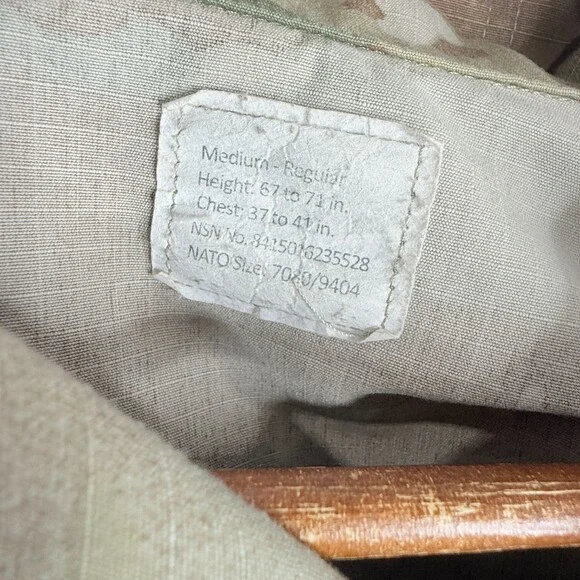 Medium - Regular
Height: 67 to 71 in.
Chest: 37 to 41 in.
NSN No. 8415016235528
NATO Size: 7080/9404